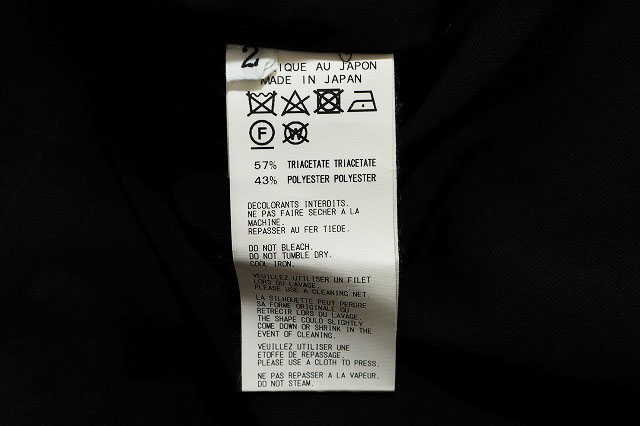 2
IQUE AU JAPON
MADE IN JAPAN
F W
57% TRIACETATE TRIACETATE
43% POLYESTER POLYESTER
DECOLORANTS INTERDITS.
NE PAS FAIRE SECHER A LA
MACHINE.
REPASSER AU FER TIEDE.
DO NOT BLEACH.
DO NOT TUMBLE DRY.
COOL IRON.
VEUILLEZ UTILISER UN FILET
LORS DU LAVAGE.
PLEASE USE A CLEANING NET.
LA SILHOUETTE PEUT PERDRE
SA FORME ORIGINALE OU
RETRECIR LORS DU LAVAGE.
THE SHAPE COULD SLIGHTLY
COME DOWN OR SHRINK IN THE
EVENT OF CLEANING.
VEUILLEZ UTILISER UNE
ETOFFE DE REPASSAGE.
PLEASE USE A CLOTH TO PRESS.
NE PAS REPASSER A LA VAPEUR.
DO NOT STEAM.